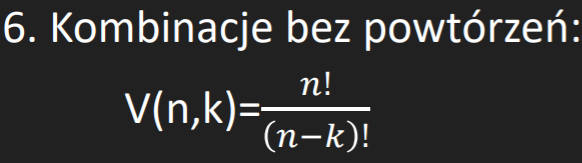 6. Kombinacje bez powtórzeń:
V(n,k)=n!/(n−k)!